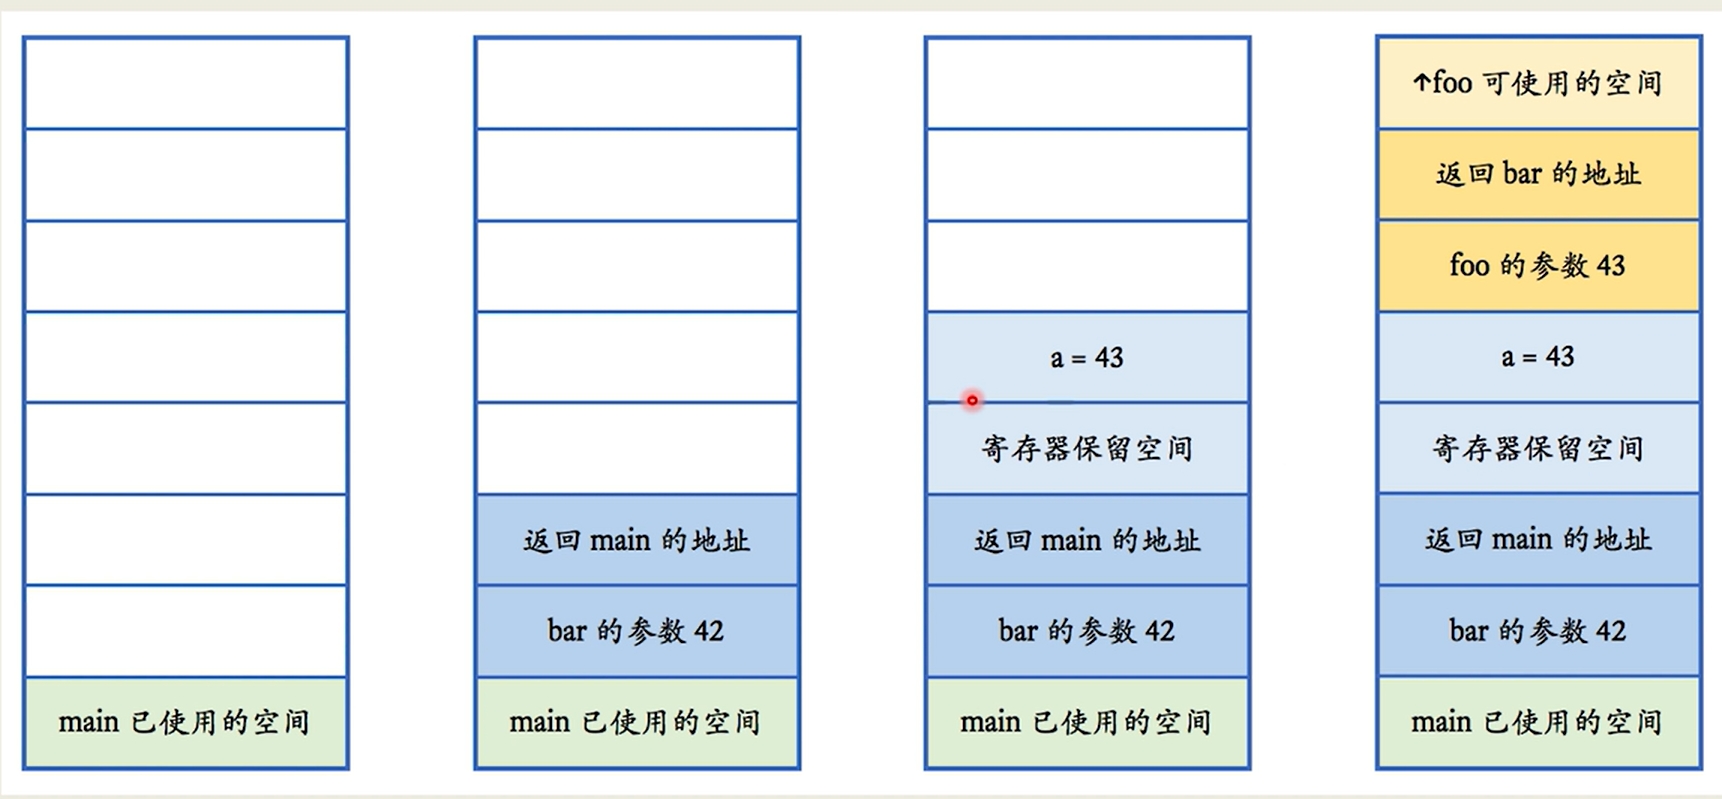 main 已使用的空间
返回 main 的地址
bar 的参数 42
main 已使用的空间
a = 43
寄存器保留空间
返回 main 的地址
bar 的参数 42
main 已使用的空间
↑foo 可使用的空间
返回 bar 的地址
foo 的参数 43
a = 43
寄存器保留空间
返回 main 的地址
bar 的参数 42
main 已使用的空间